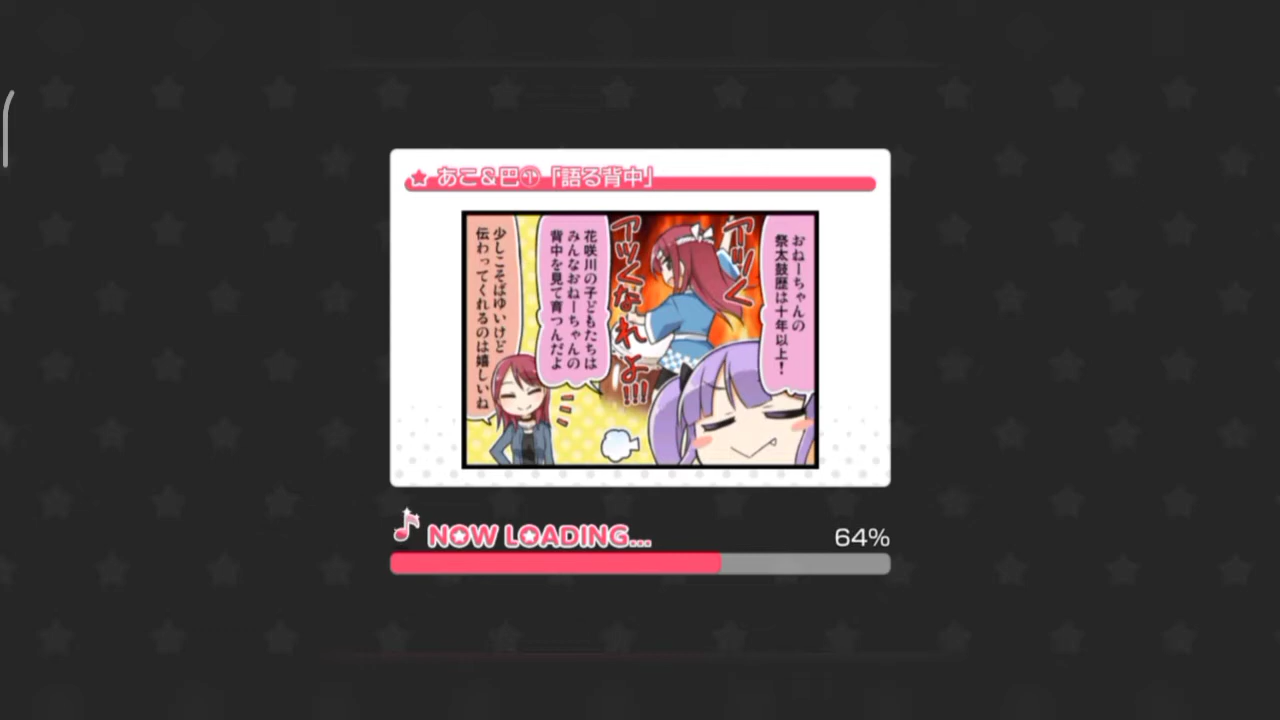 あこ&巴①「語る背中」
おねーちゃんの
祭太鼓歴は十年以上!
アツく
アツくなれよ!!!
花咲川の子どもたちは
みんなおねーちゃんの
背中を見て育つんだよ
少しこそばゆいけど
伝わってくれるのは嬉しいね
NOW LOADING...
64%